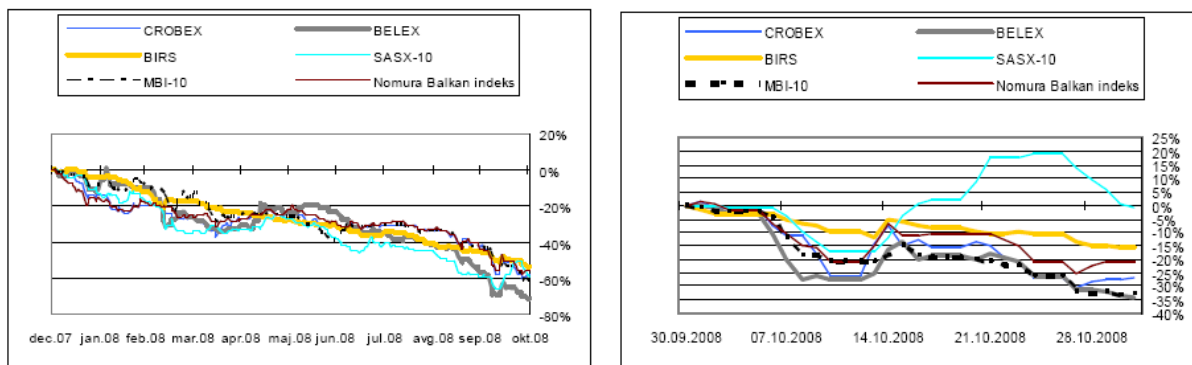 CROBEX BELEX
BIRS SASX-10
MBI-10 Nomura Balkan indeks
20%
0%
-20%
-40%
-60%
-80%
dec.07 jan.08 feb.08 mar.08 apr.08 maj.08 jun.08 jul.08 avg.08 sep.08 okt.08
CROBEX BELEX
BIRS SASX-10
MBI-10 Nomura Balkan indeks
25%
20%
15%
10%
5%
0%
-5%
-10%
-15%
-20%
-25%
-30%
-35%
-40%
30.09.2008 07.10.2008 14.10.2008 21.10.2008 28.10.2008